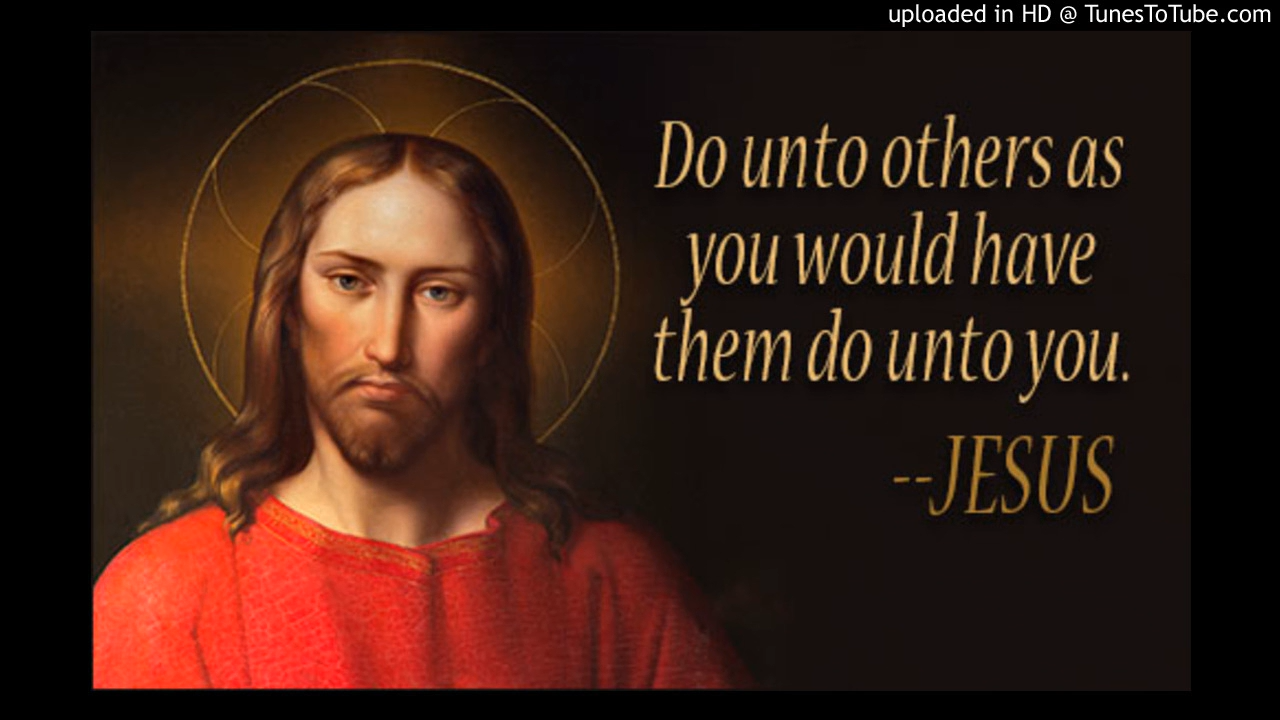 uploaded in HD @ TunesToTube.com
Do unto others as
you would have
them do unto you.
--JESUS